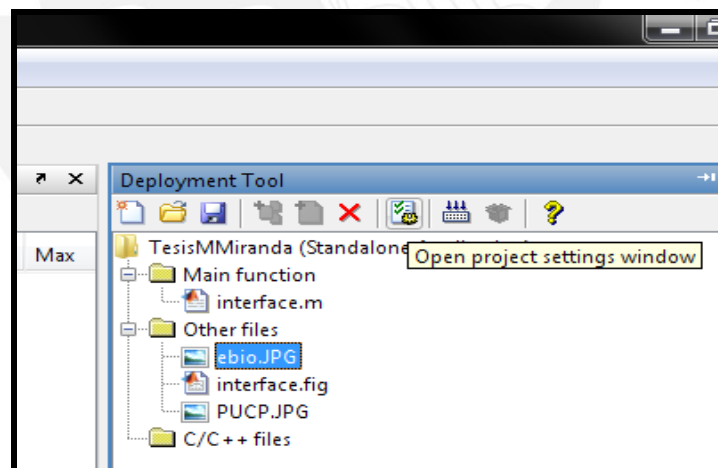 Deployment Tool
Max
TesisMMiranda (Standalone
Open project settings window
Main function
interface.m
Other files
ebio.JPG
interface.fig
PUCP.JPG
C/C++ files